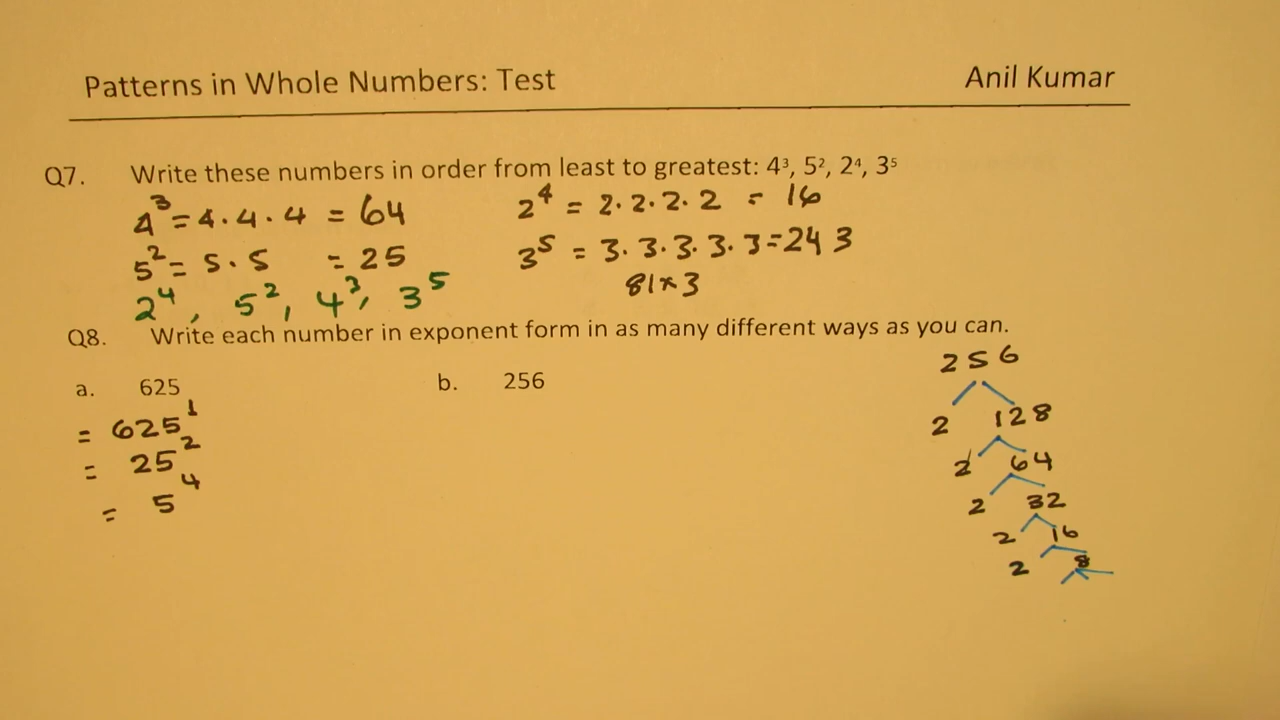 Patterns in Whole Numbers: Test Anil Kumar
Q7. Write these numbers in order from least to greatest: 4³, 5², 2⁴, 3⁵
4³ = 4·4·4 = 64 2⁴ = 2·2·2·2 = 16
5² = 5·5 = 25 3⁵ = 3·3·3·3·3 = 243
81×3
2⁴, 5², 4³, 3⁵
Q8. Write each number in exponent form in as many different ways as you can.
a. 625 b. 256
= 625¹
= 25²
= 5⁴
256
2 128
2 64
2 32
2 16
2 8